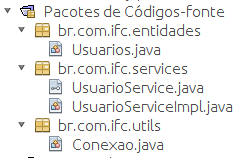 Pacotes de Códigos-fonte
br.com.ifc.entidades
Usuarios.java
br.com.ifc.services
UsuarioService.java
UsuarioServiceImpl.java
br.com.ifc.utils
Conexao.java